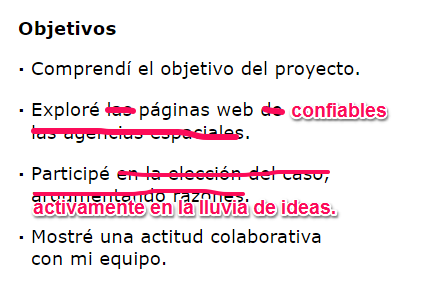 Objetivos
· Comprendí el objetivo del proyecto.
· Exploré las páginas web de confiables
las agencias espaciales.
· Participé en la elección del caso,
argumentando razones.
activamente en la lluvia de ideas.
· Mostré una actitud colaborativa
con mi equipo.